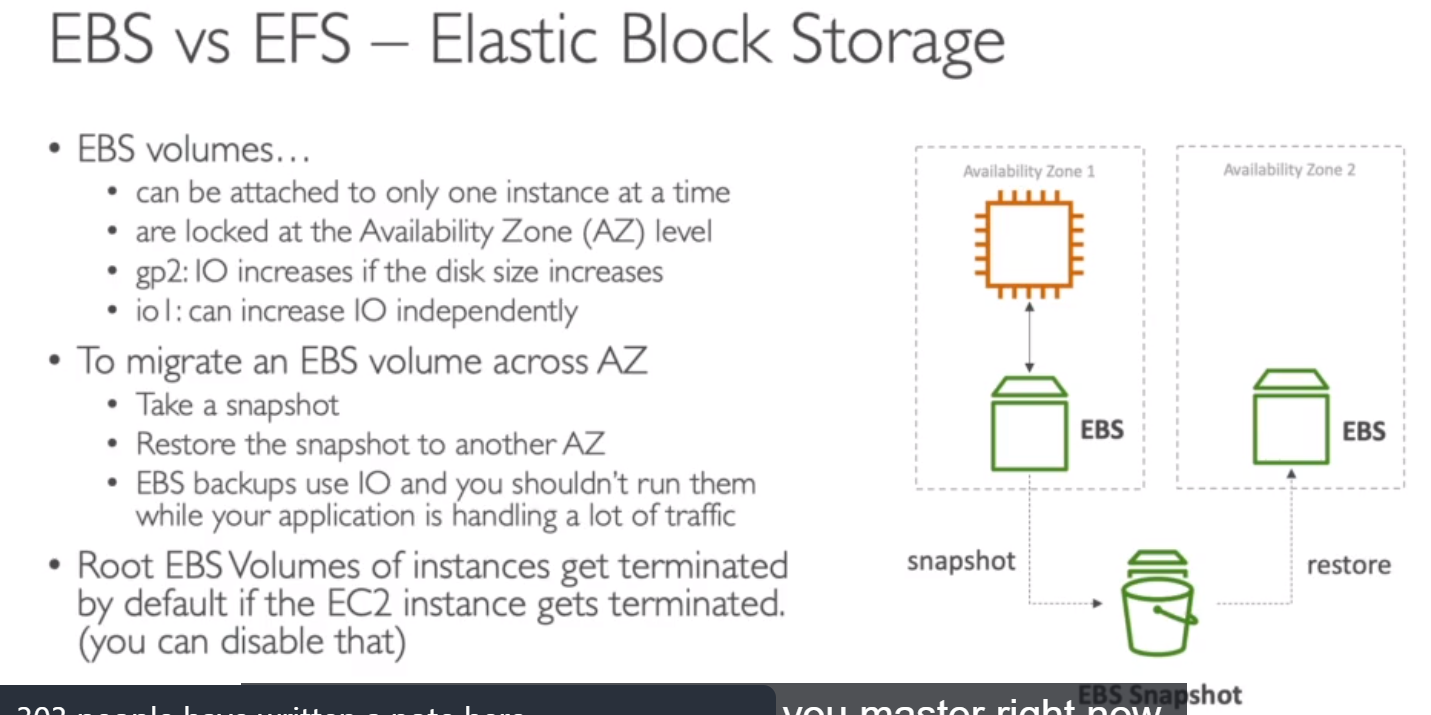 EBS vs EFS – Elastic Block Storage
• EBS volumes…
• can be attached to only one instance at a time
• are locked at the Availability Zone (AZ) level
• gp2: IO increases if the disk size increases
• io1: can increase IO independently
• To migrate an EBS volume across AZ
• Take a snapshot
• Restore the snapshot to another AZ
• EBS backups use IO and you shouldn't run them
while your application is handling a lot of traffic
• Root EBS Volumes of instances get terminated
by default if the EC2 instance gets terminated.
(you can disable that)
Availability Zone 1
EBS
Availability Zone 2
EBS
snapshot
restore
EBS Snapshot
303 people have written a note here
you master right now